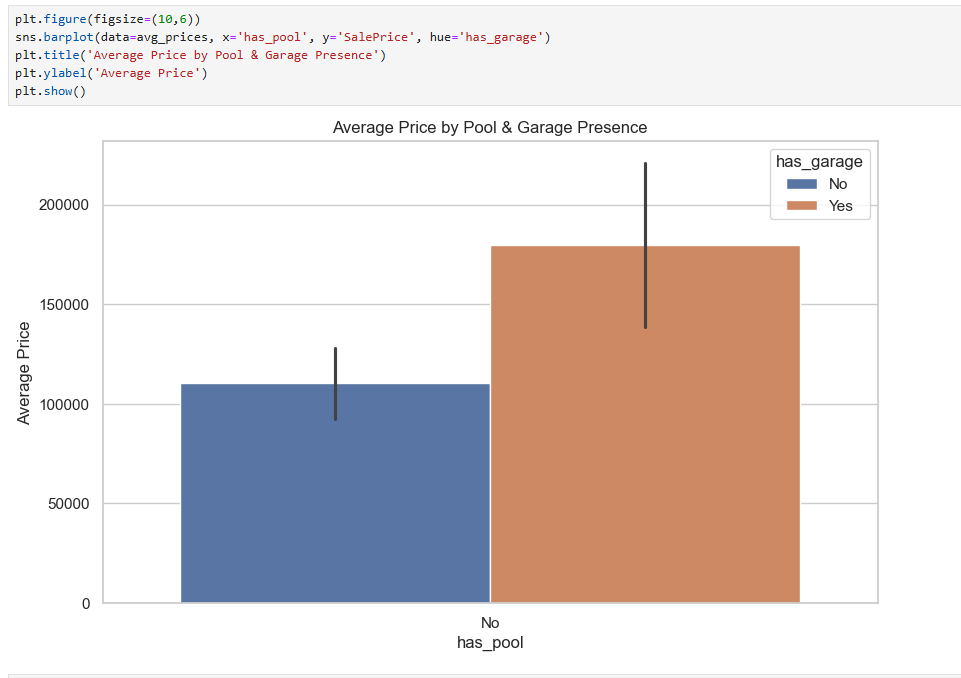 plt.figure(figsize=(10,6))
sns.barplot(data=avg_prices, x='has_pool', y='SalePrice', hue='has_garage')
plt.title('Average Price by Pool & Garage Presence')
plt.ylabel('Average Price')
plt.show()
Average Price by Pool & Garage Presence
has_garage
No
Yes
200000
150000
100000
50000
0
Average Price
No
has_pool